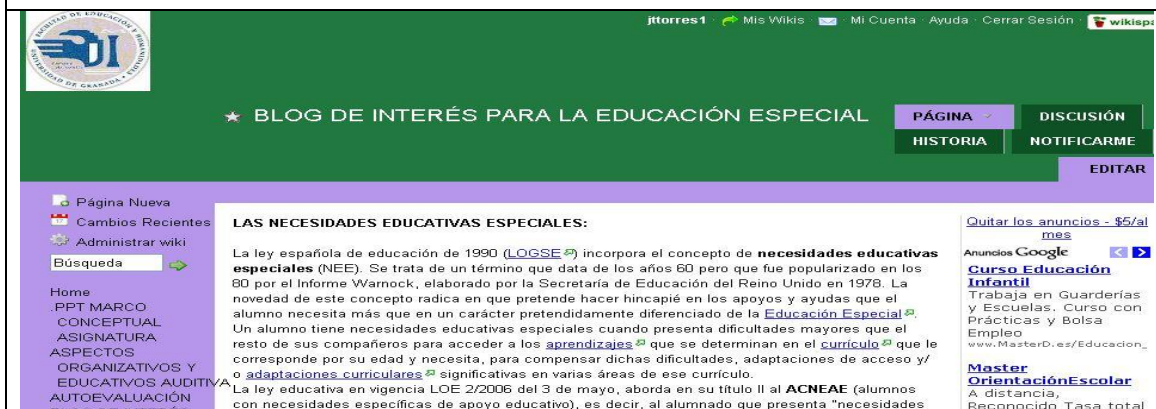 jttorres1 · Mis Wikis · Mi Cuenta · Ayuda · Cerrar Sesión ·
BLOG DE INTERÉS PARA LA EDUCACIÓN ESPECIAL
PÁGINA
DISCUSIÓN
HISTORIA
NOTIFICARME
EDITAR
Página Nueva
Cambios Recientes
Administrar wiki
Búsqueda
Home
.PPT MARCO
CONCEPTUAL
ASIGNATURA
ASPECTOS
ORGANIZATIVOS Y
EDUCATIVOS AUDITIVA
AUTOEVALUACIÓN
LAS NECESIDADES EDUCATIVAS ESPECIALES:
La ley española de educación de 1990 (LOGSE) incorpora el concepto de necesidades educativas
especiales (NEE). Se trata de un término que data de los años 60 pero que fue popularizado en los
80 por el Informe Warnock, elaborado por la Secretaría de Educación del Reino Unido en 1978. La
novedad de este concepto radica en que pretende hacer hincapié en los apoyos y ayudas que el
alumno necesita más que en un carácter pretendidamente diferenciado de la Educación Especial.
Un alumno tiene necesidades educativas especiales cuando presenta dificultades mayores que el
resto de sus compañeros para acceder a los aprendizajes que se determinan en el currículo que le
corresponde por su edad y necesita, para compensar dichas dificultades, adaptaciones de acceso y/
o adaptaciones curriculares significativas en varias áreas de ese currículo.
La ley educativa en vigencia LOE 2/2006 del 3 de mayo, aborda en su título II al ACNEAE (alumnos
con necesidades específicas de apoyo educativo), es decir, al alumnado que presenta "necesidades
Quitar los anuncios - $5/al
mes
Anuncios Google
Curso Educación
Infantil
Trabaja en Guarderías
y Escuelas. Curso con
Prácticas y Bolsa
Empleo
www.MasterD.es/Educacion_
Master
OrientaciónEscolar
A distancia,
Reconocido Tasa total